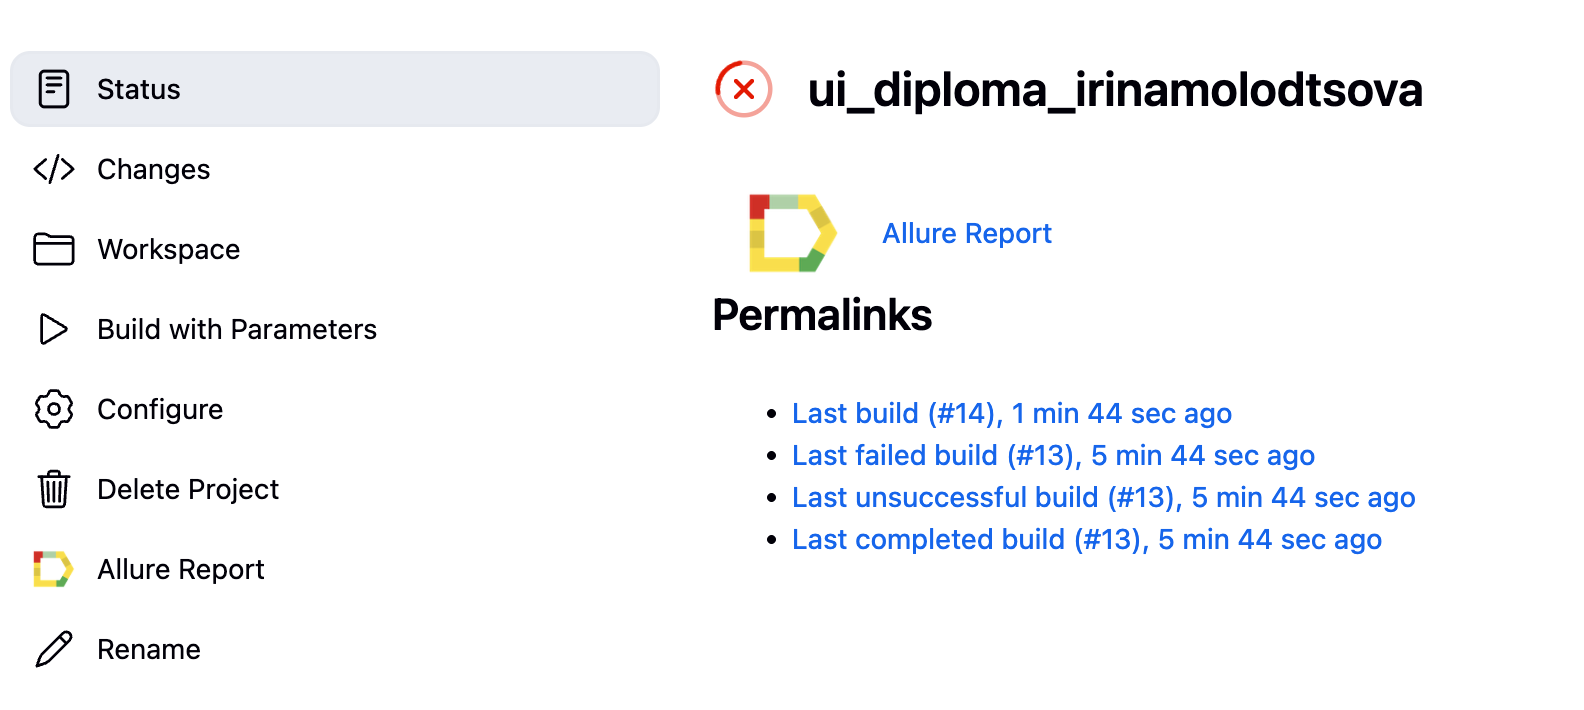 Status
Changes
Workspace
Build with Parameters
Configure
Delete Project
Allure Report
Rename
ui_diploma_irinamolodtsova
Allure Report
Permalinks
Last build (#14), 1 min 44 sec ago
Last failed build (#13), 5 min 44 sec ago
Last unsuccessful build (#13), 5 min 44 sec ago
Last completed build (#13), 5 min 44 sec ago